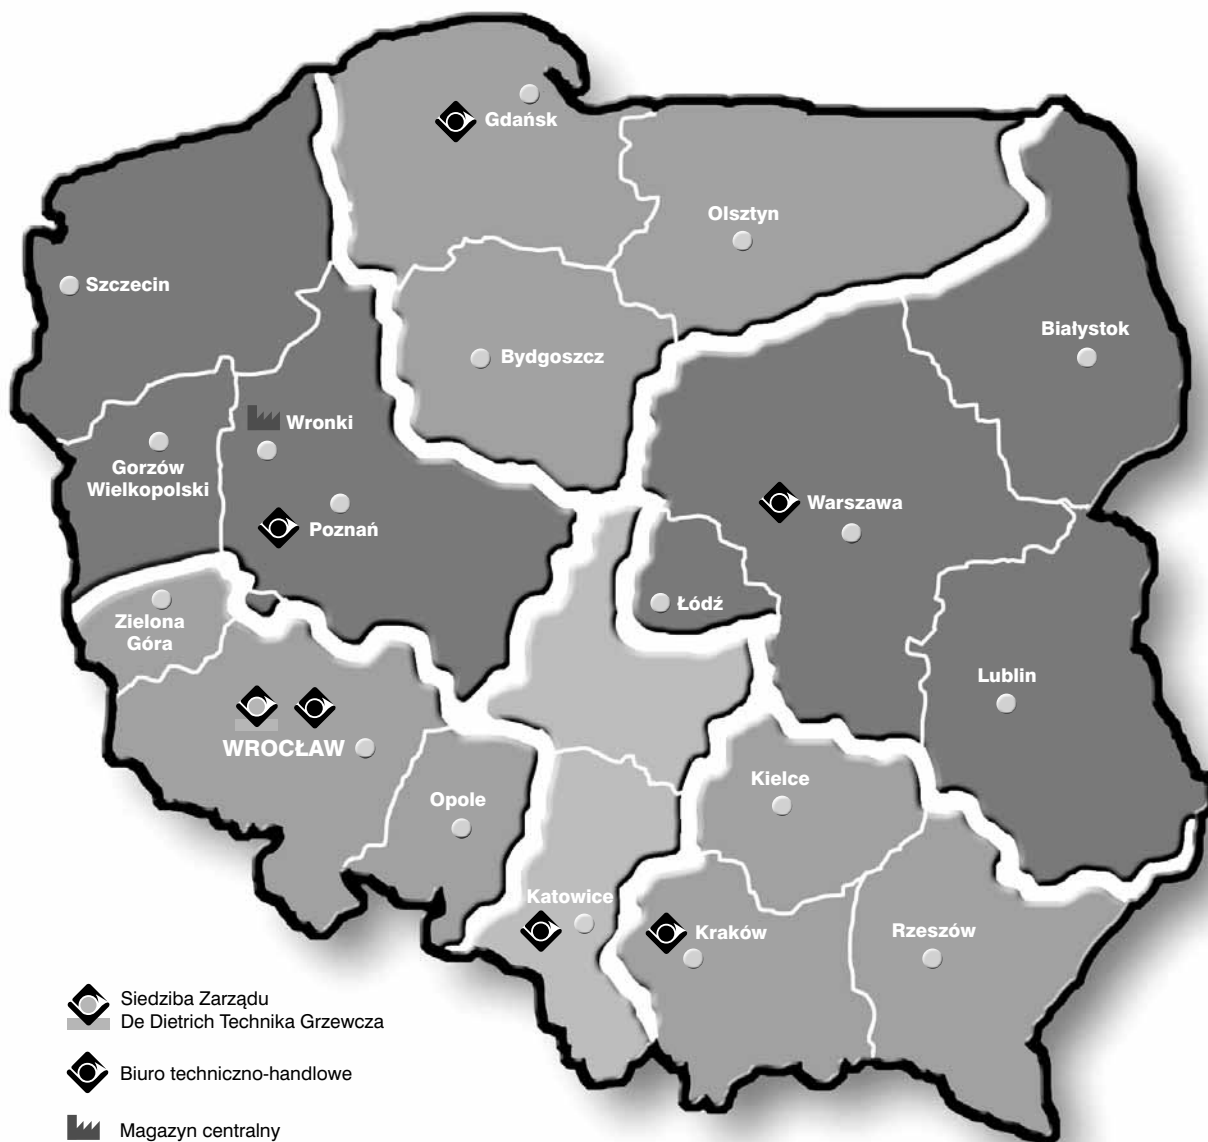 Gdańsk
Olsztyn
Szczecin
Białystok
Bydgoszcz
Wronki
Gorzów
Wielkopolski
Warszawa
Poznań
Łódź
Zielona
Góra
Lublin
WROCŁAW
Kielce
Opole
Katowice
Kraków
Rzeszów
Siedziba Zarządu
De Dietrich Technika Grzewcza
Biuro techniczno-handlowe
Magazyn centralny